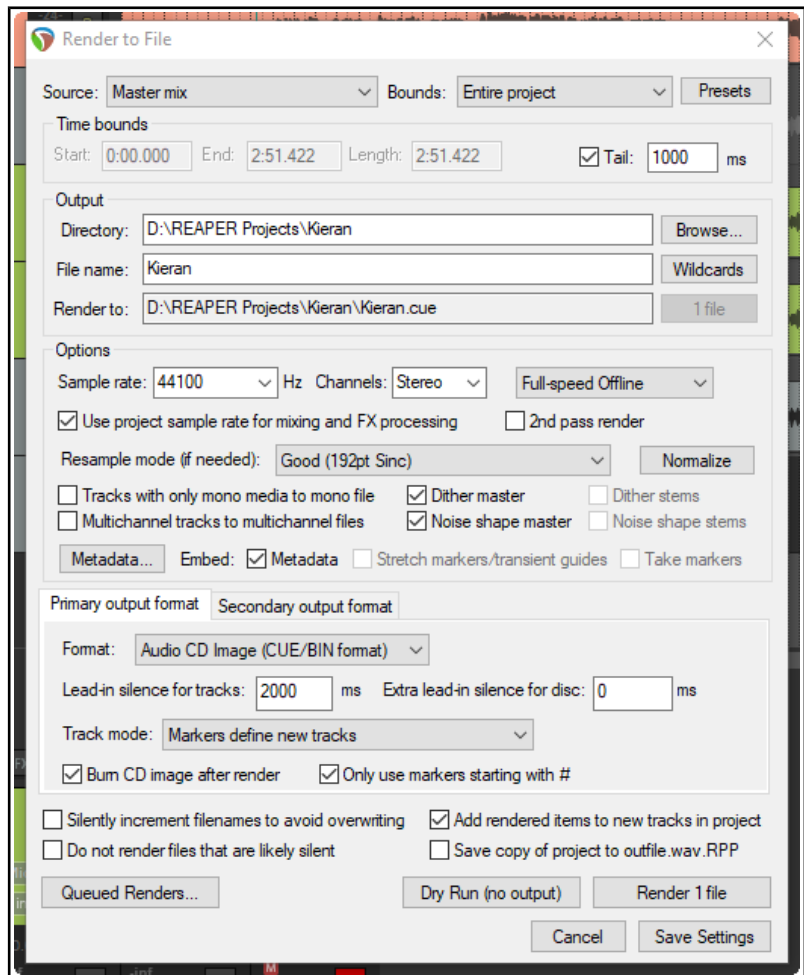 Render to File
Source: Master mix Bounds: Entire project Presets
Time bounds
Start: 0:00.000 End: 2:51.422 Length: 2:51.422 Tail: 1000 ms
Output
Directory: D:\REAPER Projects\Kieran Browse...
File name: Kieran Wildcards
Render to: D:\REAPER Projects\Kieran\Kieran.cue 1 file
Options
Sample rate: 44100 Hz Channels: Stereo Full-speed Offline
Use project sample rate for mixing and FX processing 2nd pass render
Resample mode (if needed): Good (192pt Sinc) Normalize
Tracks with only mono media to mono file Dither master Dither stems
Multichannel tracks to multichannel files Noise shape master Noise shape stems
Metadata... Embed: Metadata Stretch markers/transient guides Take markers
Primary output format Secondary output format
Format: Audio CD Image (CUE/BIN format)
Lead-in silence for tracks: 2000 ms Extra lead-in silence for disc: 0 ms
Track mode: Markers define new tracks
Burn CD image after render Only use markers starting with #
Silently increment filenames to avoid overwriting Add rendered items to new tracks in project
Do not render files that are likely silent Save copy of project to outfile.wav.RPP
Queued Renders... Dry Run (no output) Render 1 file
Cancel Save Settings
-inf M